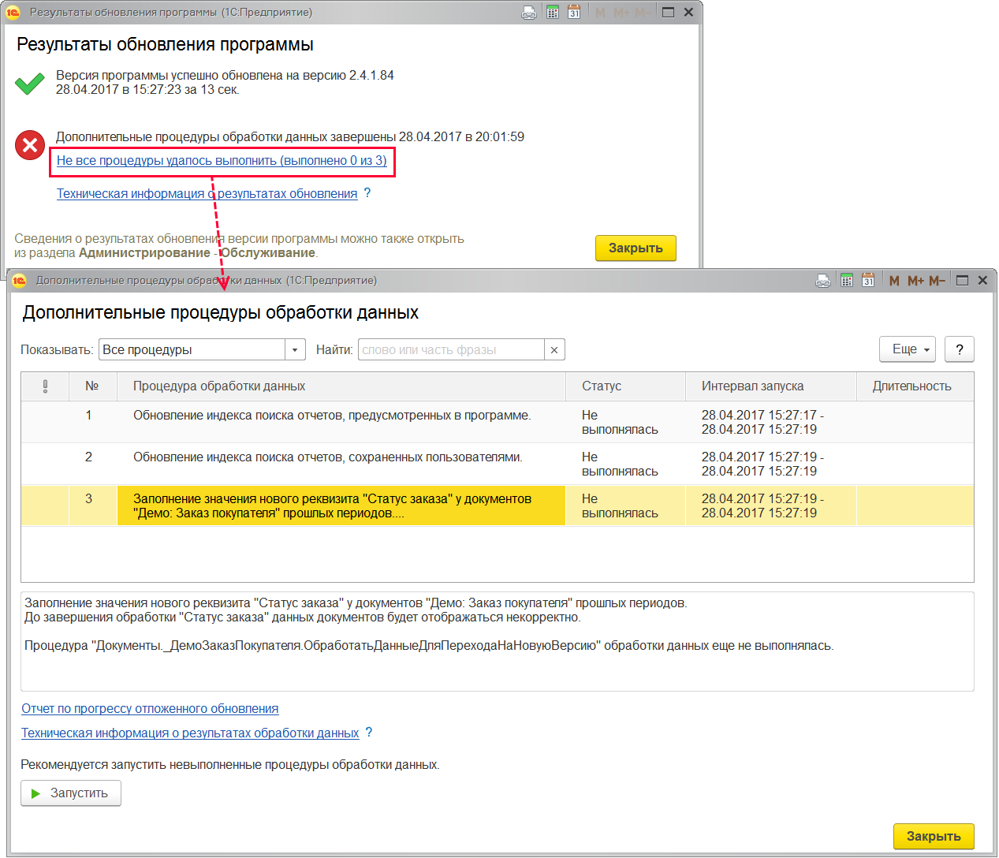 Результаты обновления программы (1С:Предприятие)
31 M M+ M-
Результаты обновления программы
Версия программы успешно обновлена на версию 2.4.1.84
28.04.2017 в 15:27:23 за 13 сек.
Дополнительные процедуры обработки данных завершены 28.04.2017 в 20:01:59
Не все процедуры удалось выполнить (выполнено 0 из 3)
Техническая информация о результатах обновления ?
Сведения о результатах обновления версии программы можно также открыть
из раздела Администрирование - Обслуживание.
Закрыть
Дополнительные процедуры обработки данных (1С:Предприятие)
31 M M+ M-
Дополнительные процедуры обработки данных
Показывать: Все процедуры Найти: слово или часть фразы × Еще ?
! № Процедура обработки данных Статус Интервал запуска Длительность
1 Обновление индекса поиска отчетов, предусмотренных в программе. Не 28.04.2017 15:27:17 -
выполнялась 28.04.2017 15:27:19
2 Обновление индекса поиска отчетов, сохраненных пользователями. Не 28.04.2017 15:27:19 -
выполнялась 28.04.2017 15:27:19
3 Заполнение значения нового реквизита "Статус заказа" у документов Не 28.04.2017 15:27:19 -
"Демо: Заказ покупателя" прошлых периодов.... выполнялась 28.04.2017 15:27:19
Заполнение значения нового реквизита "Статус заказа" у документов "Демо: Заказ покупателя" прошлых периодов.
До завершения обработки "Статус заказа" данных документов будет отображаться некорректно.
Процедура "Документы._ДемоЗаказПокупателя.ОбработатьДанныеДляПереходаНаНовуюВерсию" обработки данных еще не выполнялась.
Отчет по прогрессу отложенного обновления
Техническая информация о результатах обработки данных ?
Рекомендуется запустить невыполненные процедуры обработки данных.
Запустить
Закрыть